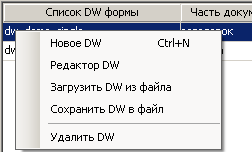 Список DW формы Часть докум
Новое DW Ctrl+N
Редактор DW
Загрузить DW из файла
Сохранить DW в файл
Удалить DW